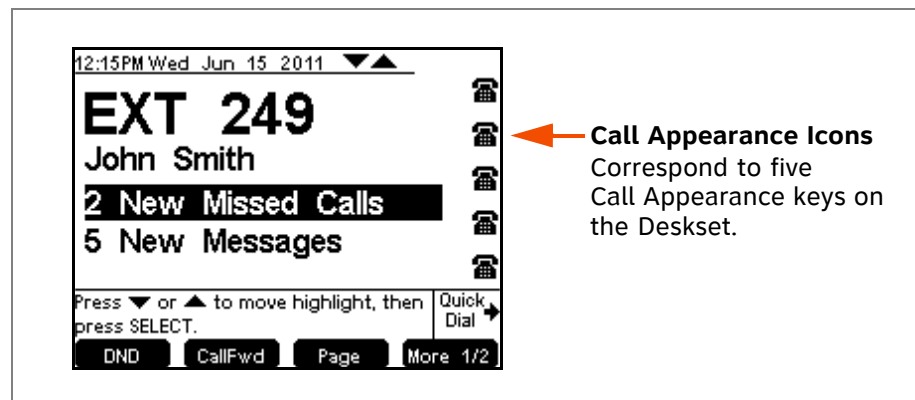 12:15PM Wed Jun 15 2011 ▼▲
EXT 249
John Smith
2 New Missed Calls
5 New Messages
Press ▼ or ▲ to move highlight, then
press SELECT.
Quick
Dial
DND CallFwd Page More 1/2
Call Appearance Icons
Correspond to five
Call Appearance keys on
the Deskset.